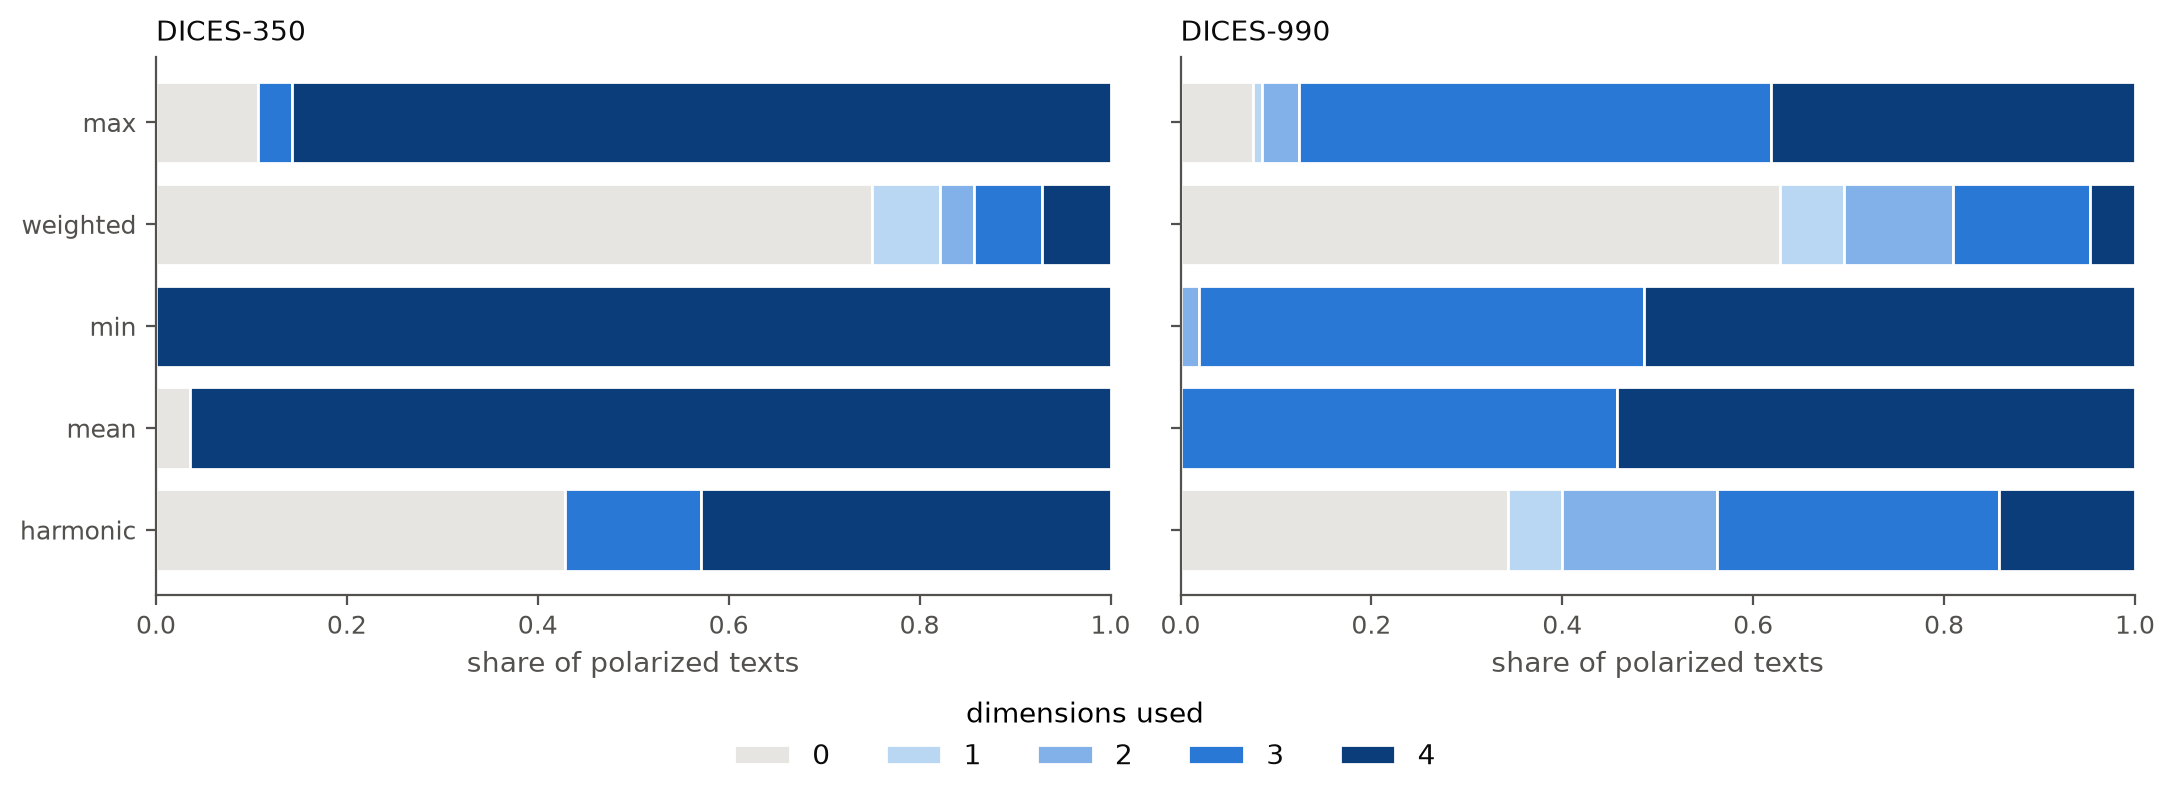 DICES-350
DICES-990
max
weighted
min
mean
harmonic
0.0 0.2 0.4 0.6 0.8 1.0
0.0 0.2 0.4 0.6 0.8 1.0
share of polarized texts
share of polarized texts
dimensions used
0 1 2 3 4